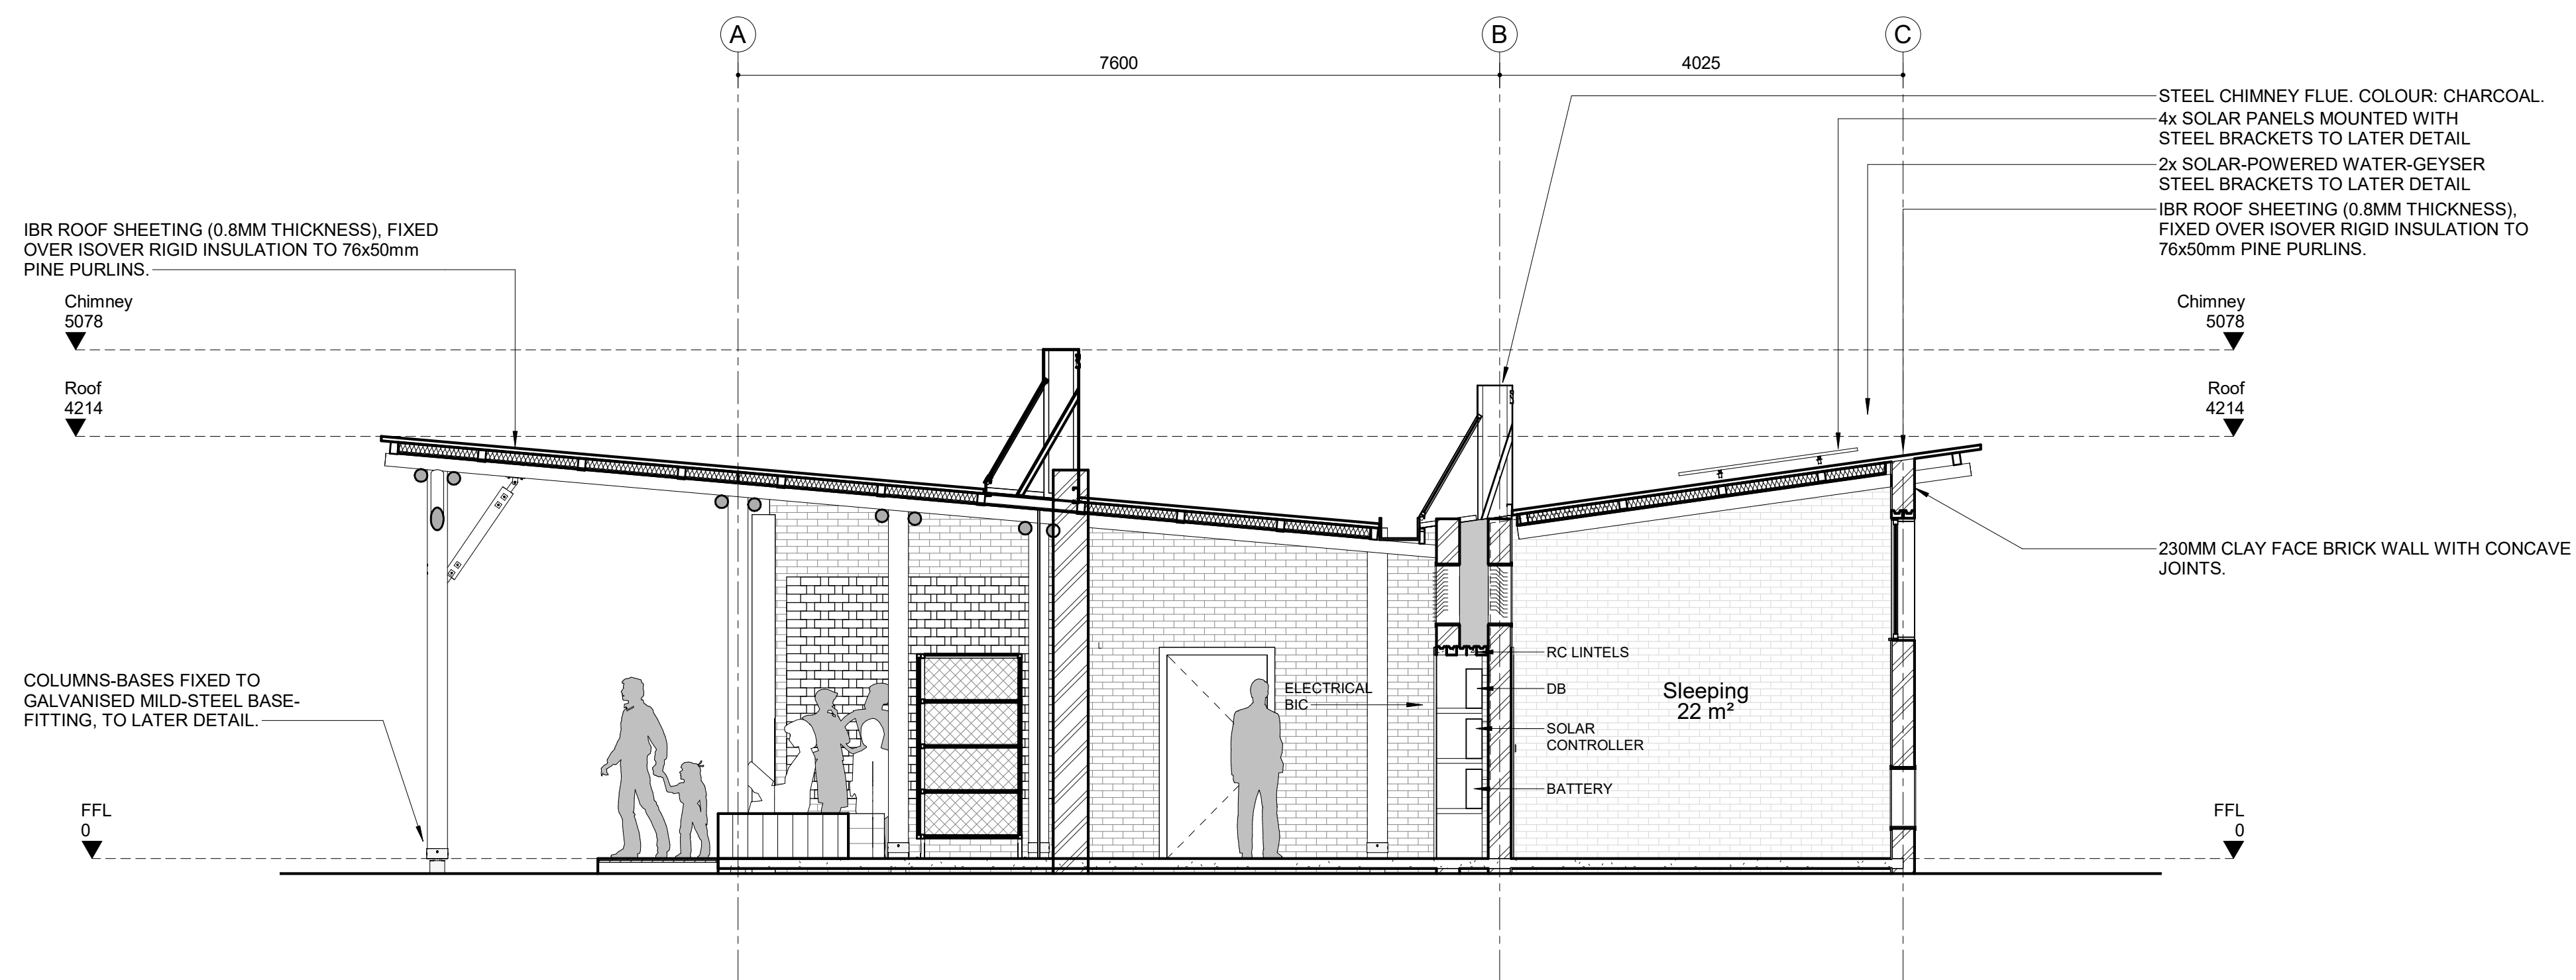 A
B
C
7600
4025
STEEL CHIMNEY FLUE. COLOUR: CHARCOAL.
4x SOLAR PANELS MOUNTED WITH
STEEL BRACKETS TO LATER DETAIL
2x SOLAR-POWERED WATER-GEYSER
STEEL BRACKETS TO LATER DETAIL
IBR ROOF SHEETING (0.8MM THICKNESS),
FIXED OVER ISOVER RIGID INSULATION TO
76x50mm PINE PURLINS.
IBR ROOF SHEETING (0.8MM THICKNESS), FIXED
OVER ISOVER RIGID INSULATION TO 76x50mm
PINE PURLINS.
Chimney
5078
Chimney
5078
Roof
4214
Roof
4214
230MM CLAY FACE BRICK WALL WITH CONCAVE
JOINTS.
COLUMNS-BASES FIXED TO
GALVANISED MILD-STEEL BASE-
FITTING, TO LATER DETAIL.
ELECTRICAL
BIC
RC LINTELS
DB
SOLAR
CONTROLLER
BATTERY
Sleeping
22 m²
FFL
0
FFL
0